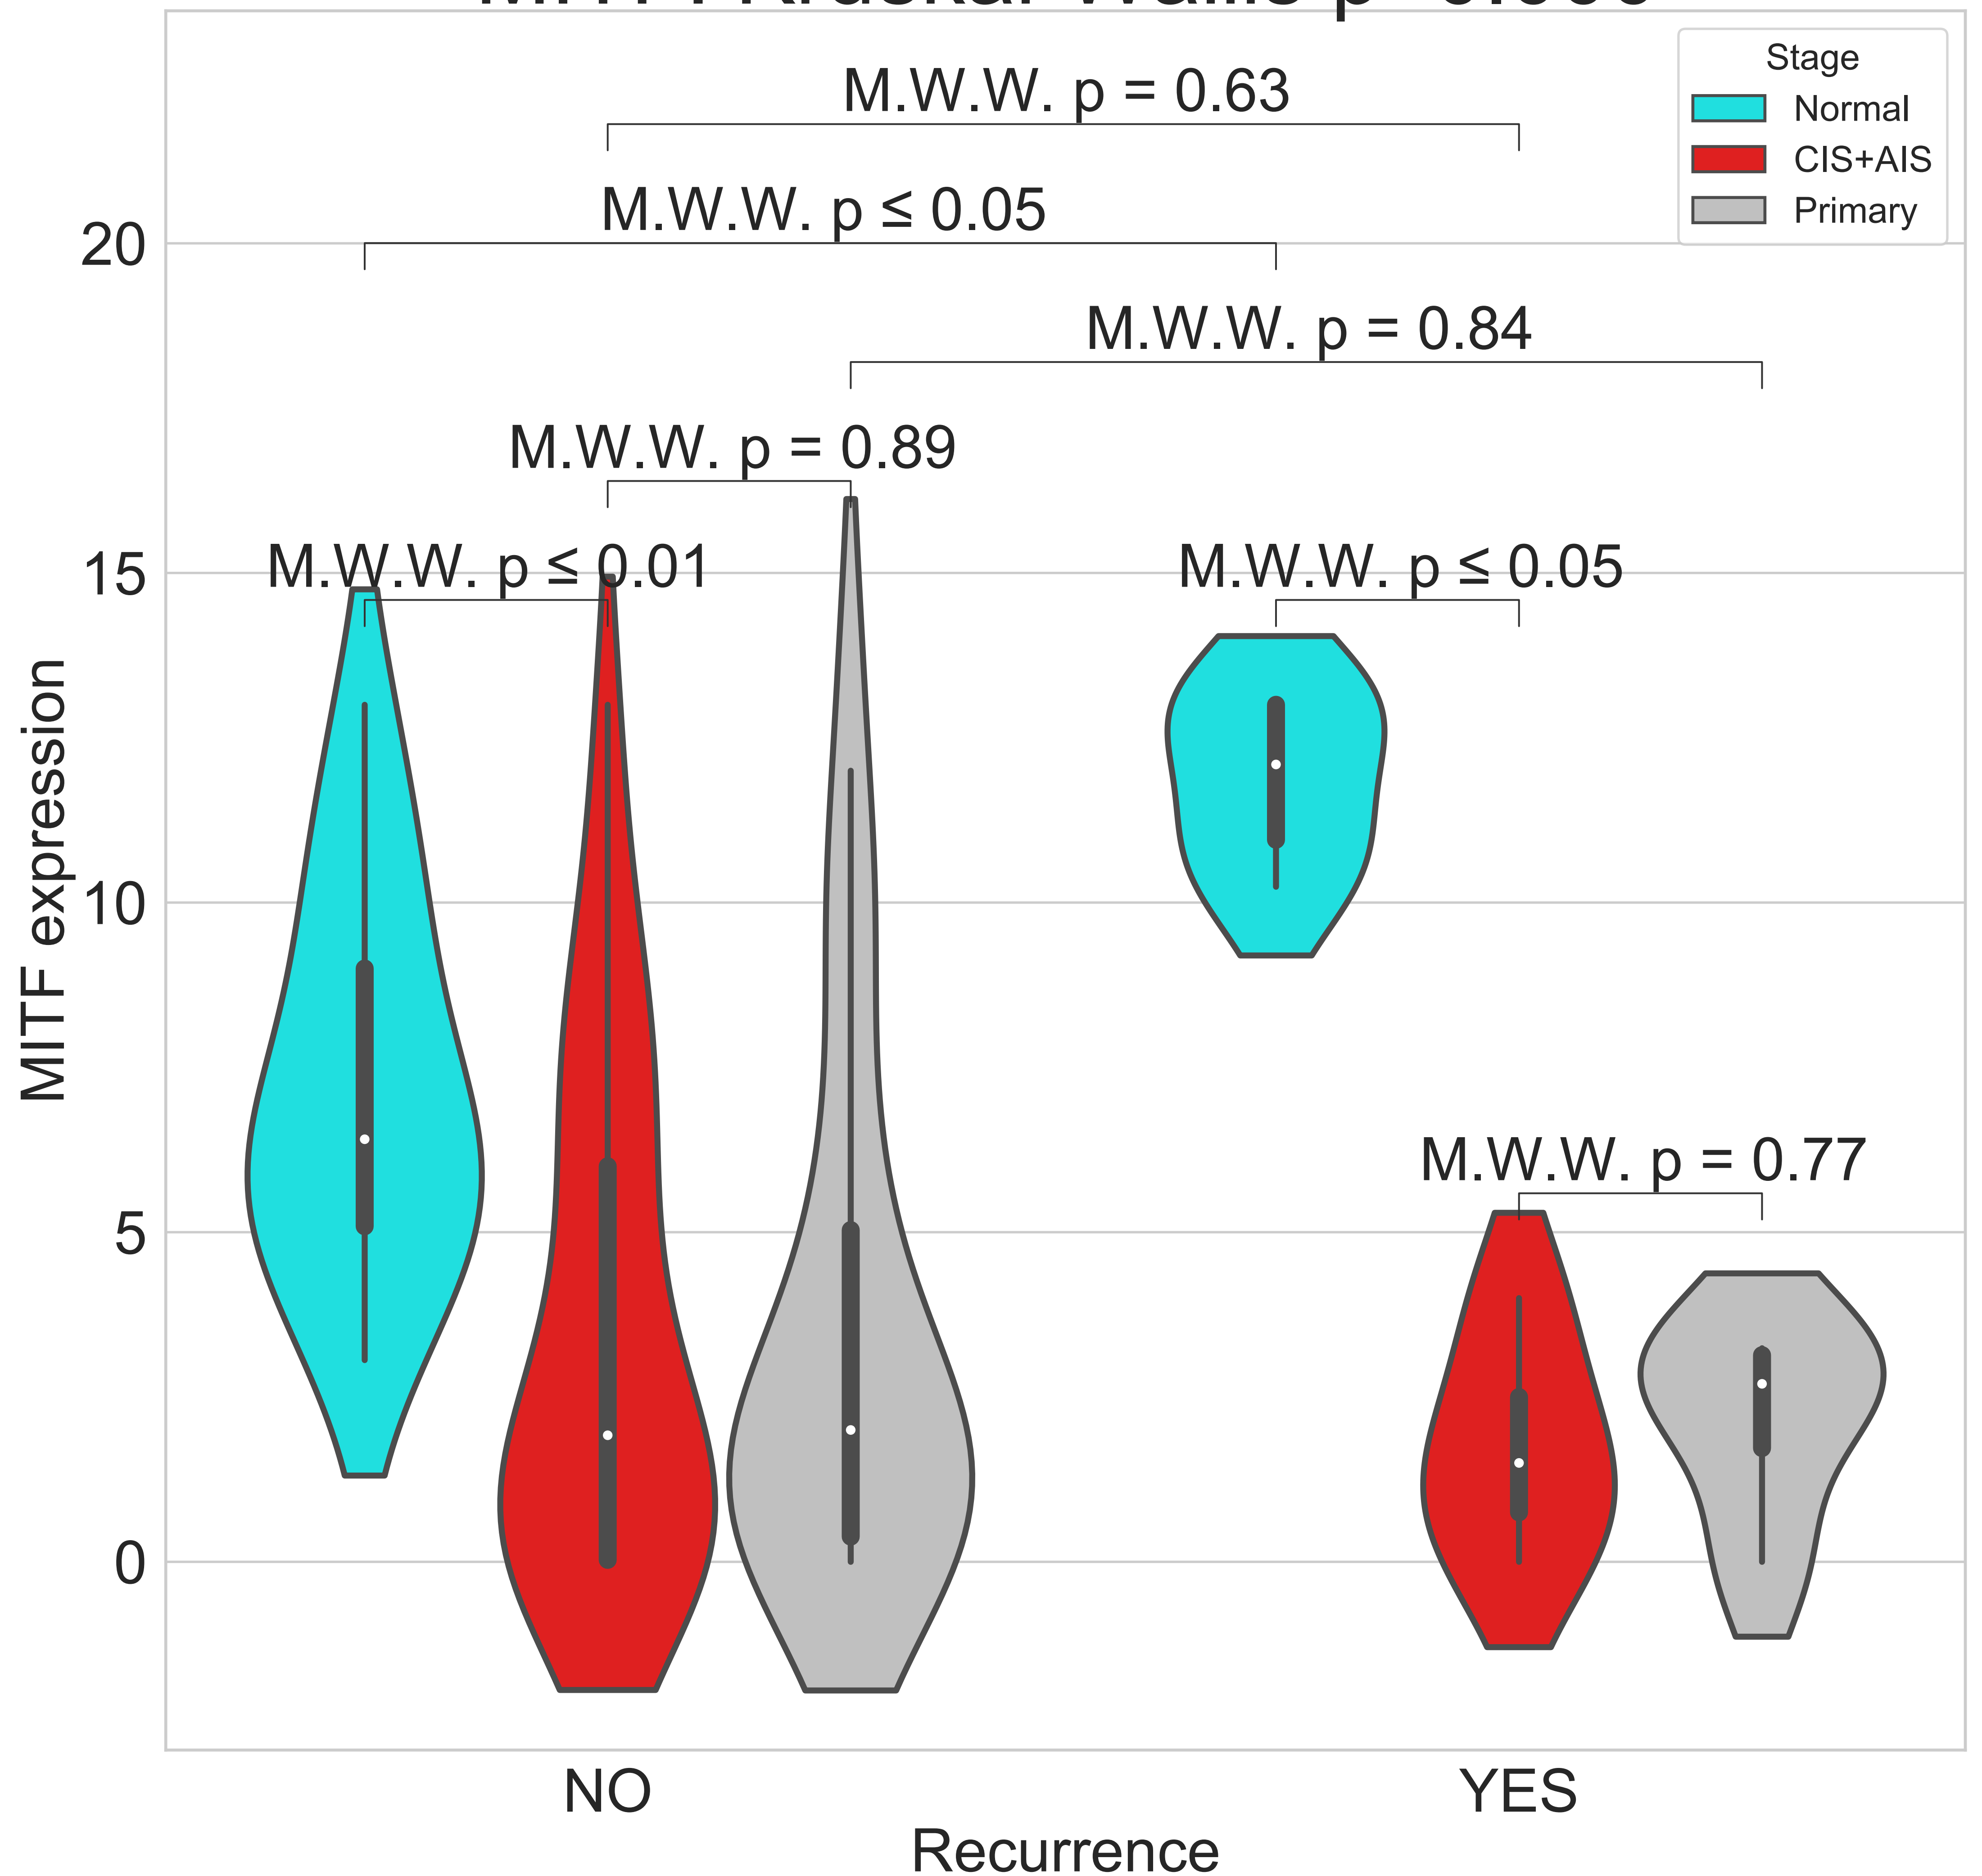 Stage
Normal
CIS+AIS
Primary
M.W.W. p = 0.63
M.W.W. p ≤ 0.05
M.W.W. p = 0.84
M.W.W. p = 0.89
M.W.W. p ≤ 0.01
M.W.W. p ≤ 0.05
M.W.W. p = 0.77
20
15
10
5
0
MITF expression
NO
YES
Recurrence